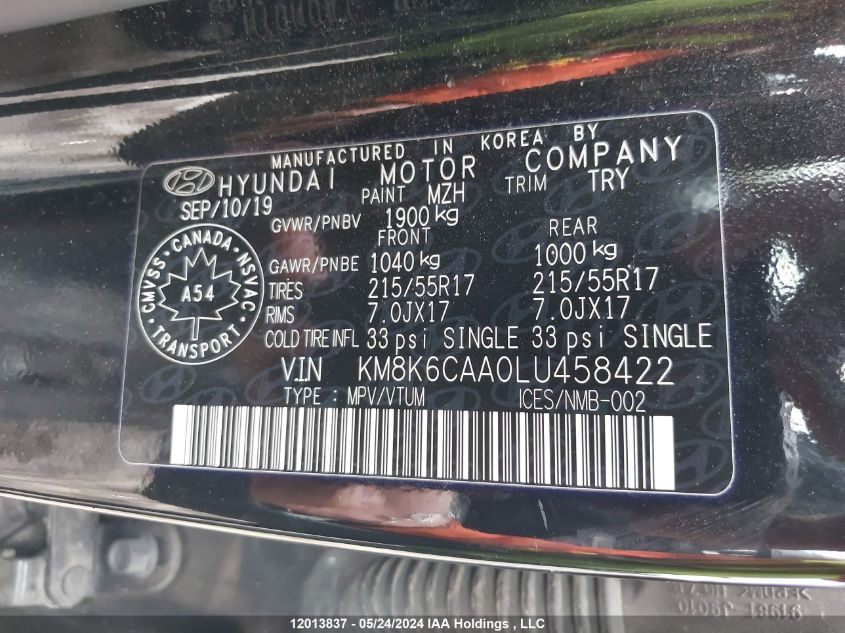 MANUFACTURED IN KOREA BY
HYUNDAI MOTOR COMPANY
SEP/10/19 PAINT MZH TRIM TRY
GVWR/PNBV 1900 kg
FRONT REAR
GAWR/PNBE 1040 kg 1000 kg
TIRES 215/55R17 215/55R17
RIMS 7.0JX17 7.0JX17
COLD TIRE INFL 33 psi SINGLE 33 psi SINGLE
CMVSS · CANADA · NSVAC
A54
TRANSPORT
V.I.N KM8K6CAA0LU458422
TYPE : MPV/VTUM ICES/NMB-002
12013837 - 05/24/2024 IAA Holdings, LLC